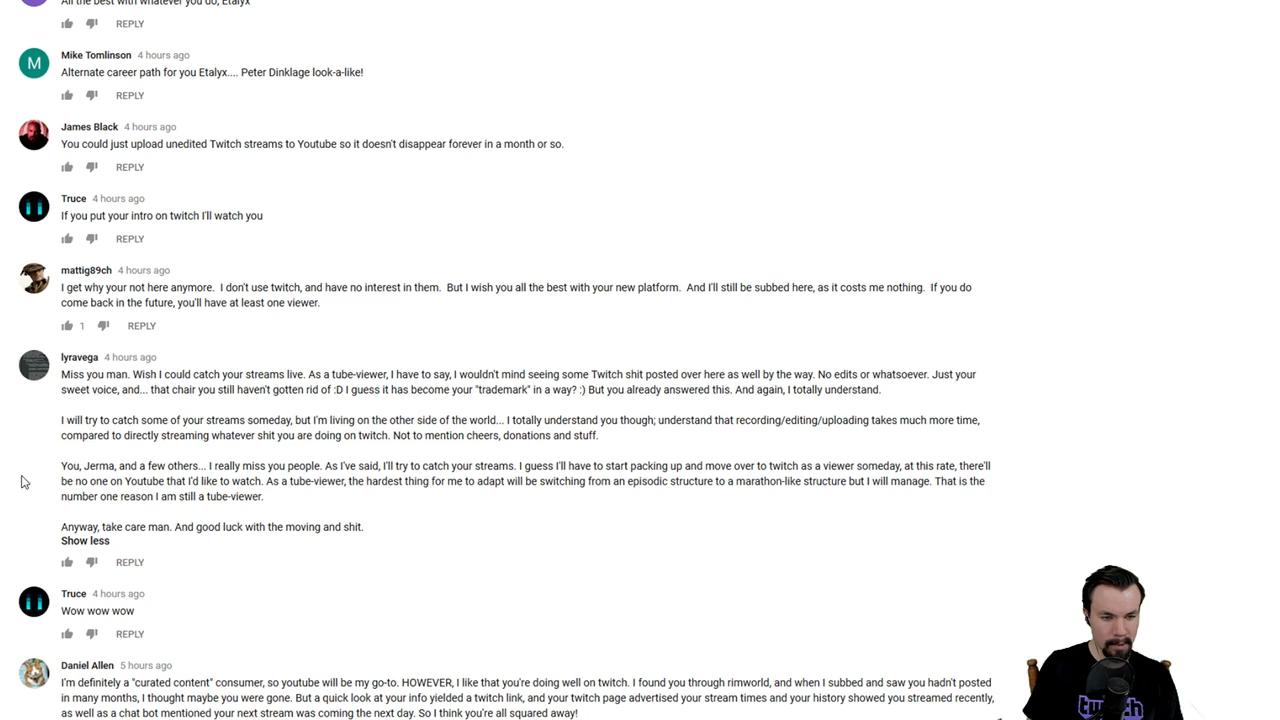 All the best with whatever you do, Etalyx
REPLY
M
Mike Tomlinson 4 hours ago
Alternate career path for you Etalyx.... Peter Dinklage look-a-like!
REPLY
James Black 4 hours ago
You could just upload unedited Twitch streams to Youtube so it doesn't disappear forever in a month or so.
REPLY
Truce 4 hours ago
If you put your intro on twitch I'll watch you
REPLY
mattig89ch 4 hours ago
I get why your not here anymore. I don't use twitch, and have no interest in them. But I wish you all the best with your new platform. And I'll still be subbed here, as it costs me nothing. If you do
come back in the future, you'll have at least one viewer.
1 REPLY
lyravega 4 hours ago
Miss you man. Wish I could catch your streams live. As a tube-viewer, I have to say, I wouldn't mind seeing some Twitch shit posted over here as well by the way. No edits or whatsoever. Just your
sweet voice, and... that chair you still haven't gotten rid of :D I guess it has become your "trademark" in a way? :) But you already answered this. And again, I totally understand.
I will try to catch some of your streams someday, but I'm living on the other side of the world... I totally understand you though; understand that recording/editing/uploading takes much more time,
compared to directly streaming whatever shit you are doing on twitch. Not to mention cheers, donations and stuff.
You, Jerma, and a few others... I really miss you people. As I've said, I'll try to catch your streams. I guess I'll have to start packing up and move over to twitch as a viewer someday, at this rate, there'll
be no one on Youtube that I'd like to watch. As a tube-viewer, the hardest thing for me to adapt will be switching from an episodic structure to a marathon-like structure but I will manage. That is the
number one reason I am still a tube-viewer.
Anyway, take care man. And good luck with the moving and shit.
Show less
REPLY
Truce 4 hours ago
Wow wow wow
REPLY
Daniel Allen 5 hours ago
I'm definitely a "curated content" consumer, so youtube will be my go-to. HOWEVER, I like that you're doing well on twitch. I found you through rimworld, and when I subbed and saw you hadn't posted
in many months, I thought maybe you were gone. But a quick look at your info yielded a twitch link, and your twitch page advertised your stream times and your history showed you streamed recently,
as well as a chat bot mentioned your next stream was coming the next day. So I think you're all squared away!
twitch